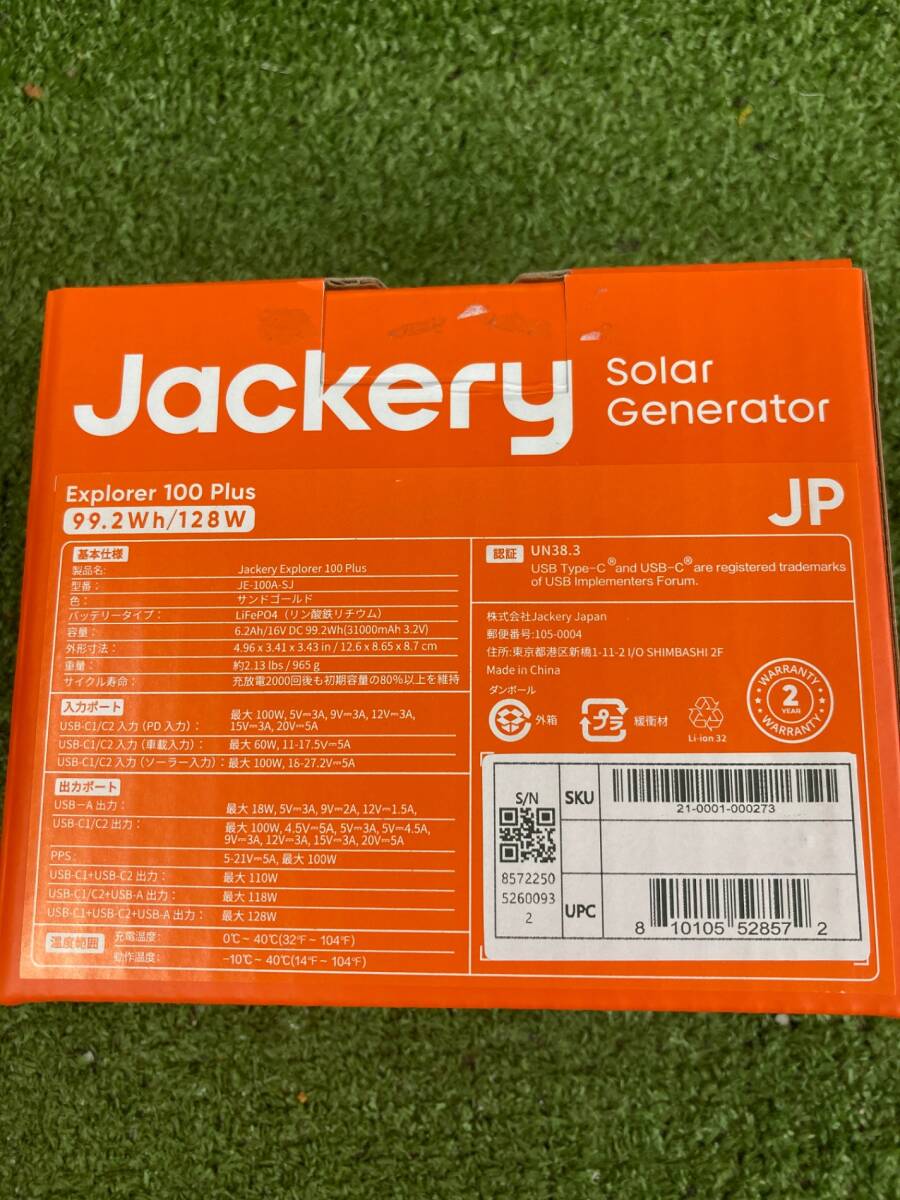 Jackery
Solar
Generator
Explorer 100 Plus
99.2Wh/128W
JP
基本仕様
製品名: Jackery Explorer 100 Plus
型番: JE-100A-SJ
色: サンドゴールド
バッテリータイプ: LiFePO4（リン酸鉄リチウム）
容量: 6.2Ah/16V DC 99.2Wh(31000mAh 3.2V)
外形寸法: 4.96 x 3.41 x 3.43 in / 12.6 x 8.65 x 8.7 cm
重量: 約2.13 lbs / 965 g
サイクル寿命: 充放電2000回後も初期容量の80%以上を維持
入力ポート
USB-C1/C2 入力 (PD 入力): 最大 100W, 5V⎓3A, 9V⎓3A, 12V⎓3A,
15V⎓3A, 20V⎓5A
USB-C1/C2 入力 (車載入力): 最大 60W, 11-17.5V⎓5A
USB-C1/C2 入力 (ソーラー入力): 最大 100W, 18-27.2V⎓5A
出力ポート
USB-A 出力: 最大 18W, 5V⎓3A, 9V⎓2A, 12V⎓1.5A,
USB-C1/C2 出力: 最大 100W, 4.5V⎓5A, 5V⎓3A, 5V⎓4.5A,
9V⎓3A, 12V⎓3A, 15V⎓3A, 20V⎓5A
PPS: 5-21V⎓5A, 最大 100W
USB-C1+USB-C2 出力: 最大 110W
USB-C1/C2+USB-A 出力: 最大 118W
USB-C1+USB-C2+USB-A 出力: 最大 128W
温度範囲
充電温度: 0℃ ~ 40℃(32℉ ~ 104℉)
動作温度: -10℃ ~ 40℃(14℉ ~ 104℉)
認証 UN38.3
USB Type-C® and USB-C® are registered trademarks
of USB Implementers Forum.
株式会社Jackery Japan
郵便番号:105-0004
住所:東京都港区新橋1-11-2 I/O SHIMBASHI 2F
Made in China
ダンボール
外箱
プラ
緩衝材
Li-ion 32
WARRANTY
2
YEAR
WARRANTY
S/N
8572250
5260093
2
SKU
21-0001-000273
UPC
8 10105 52857 2